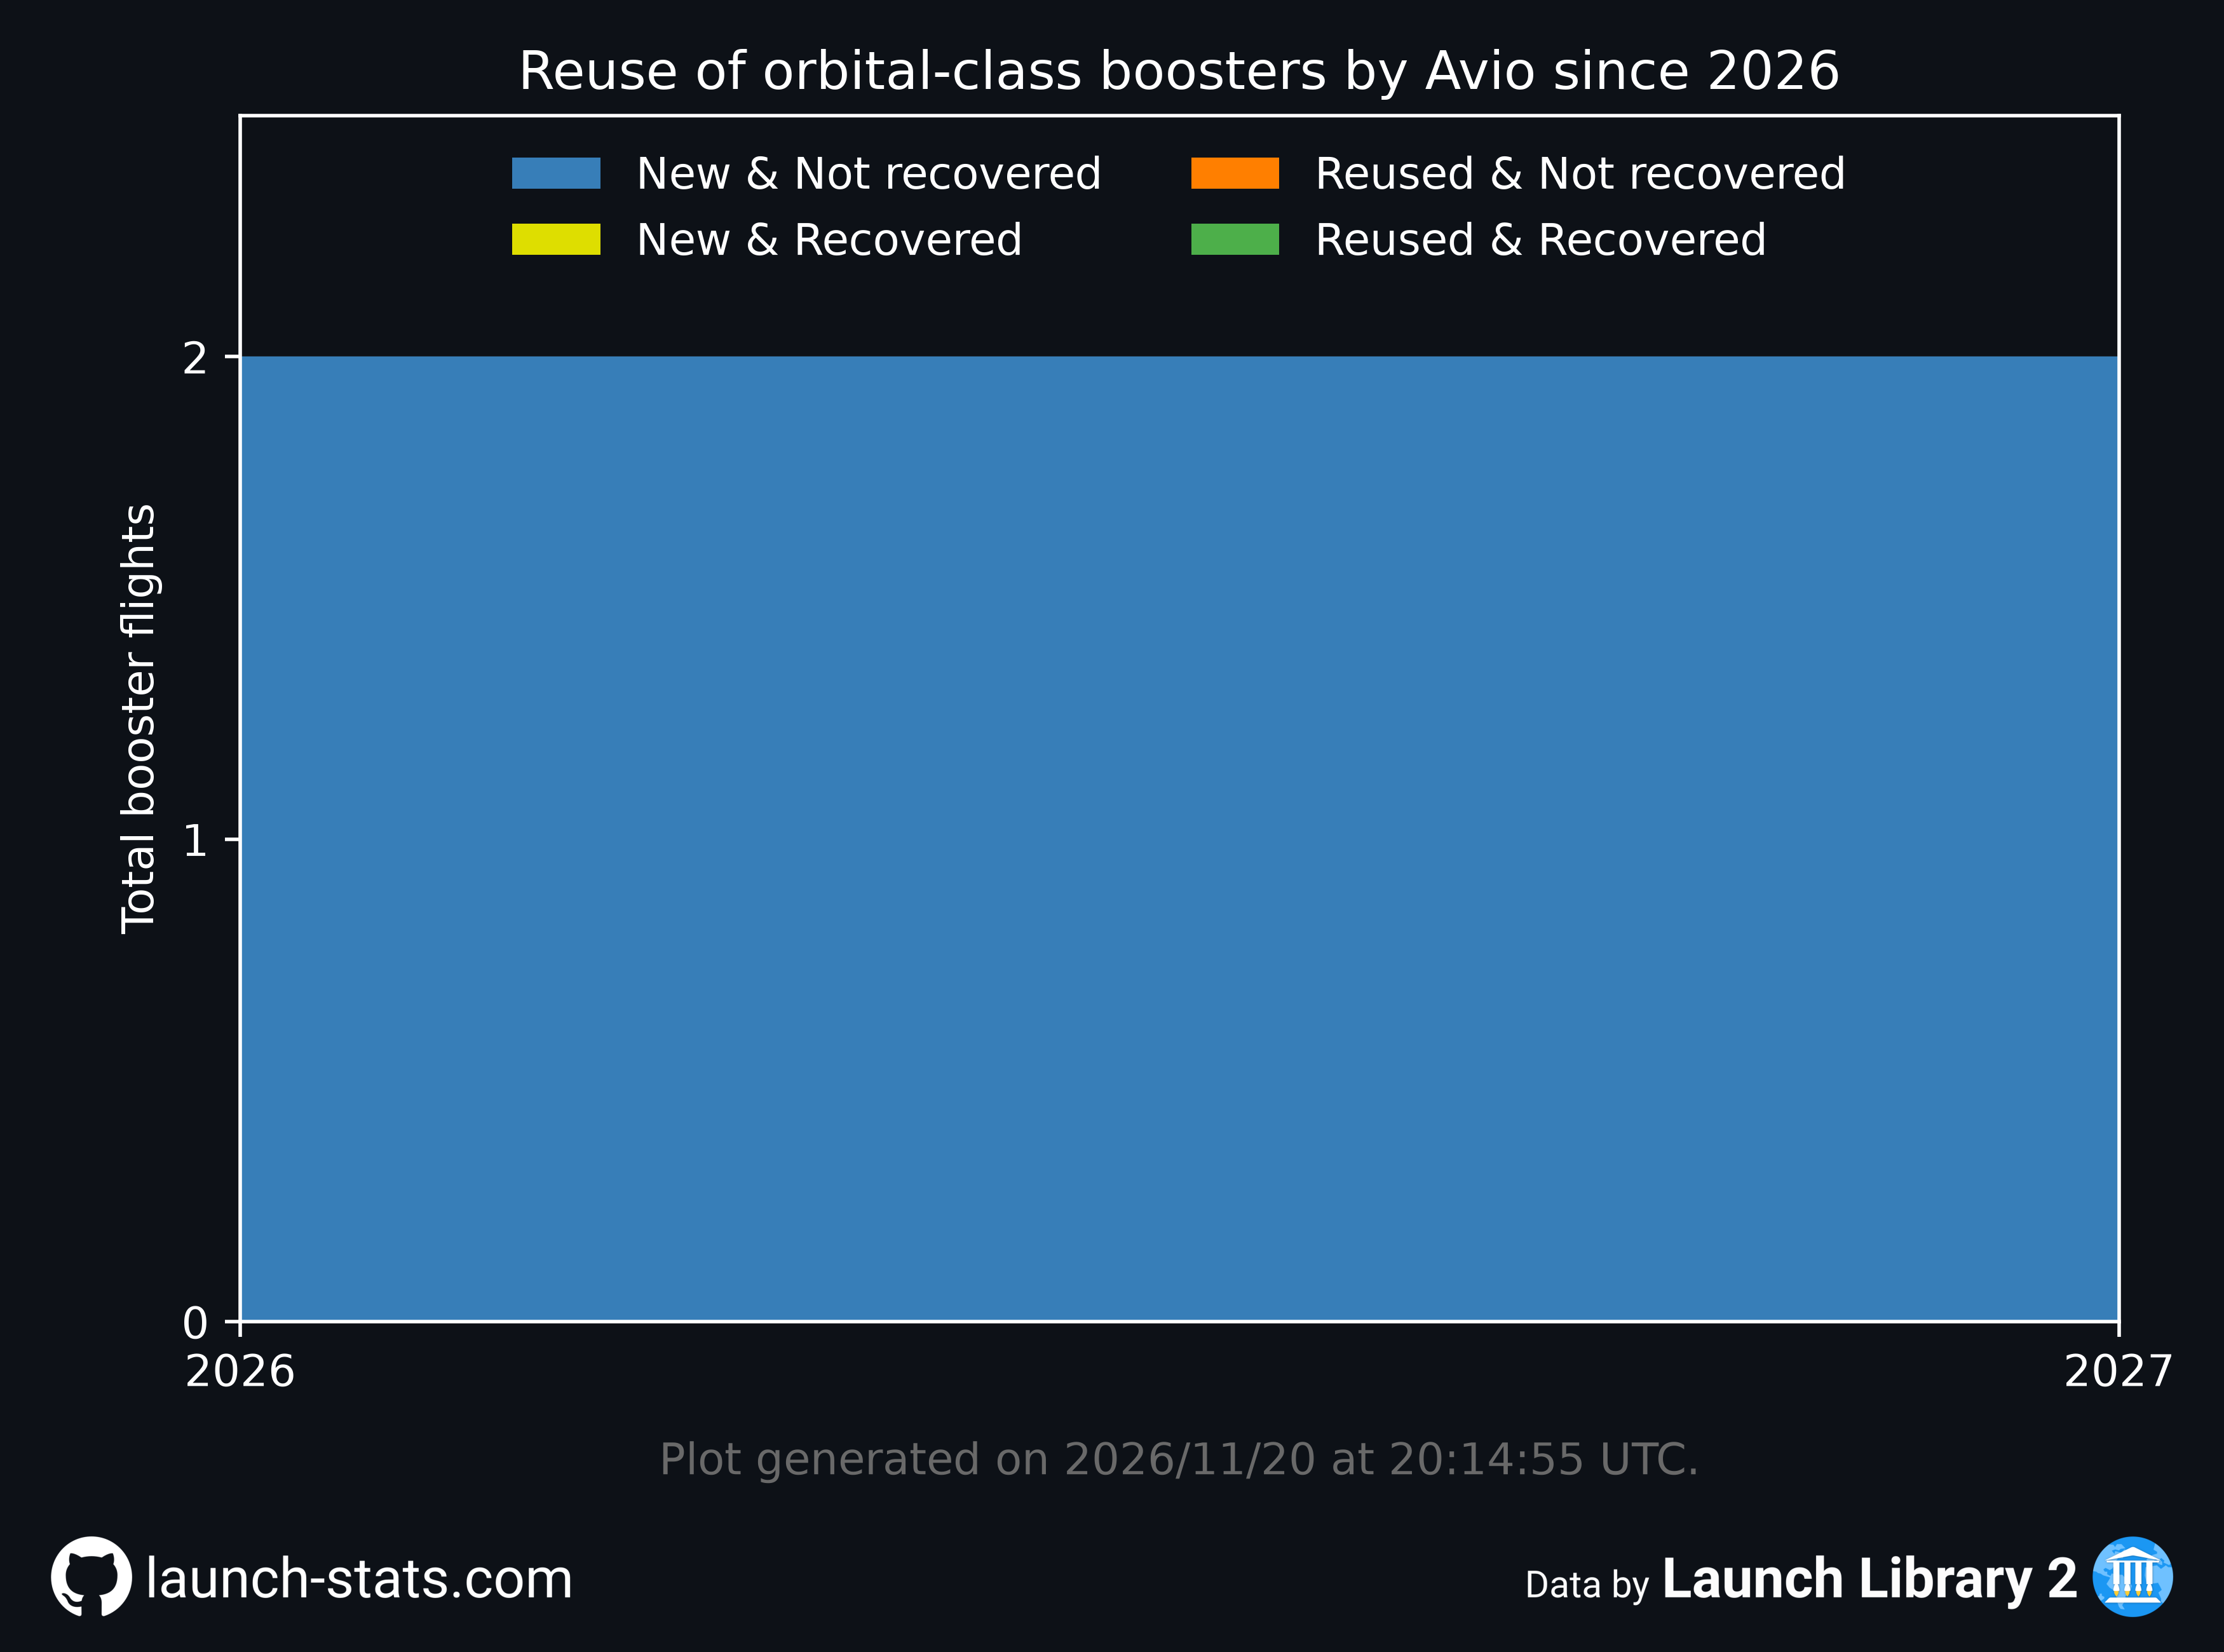 Reuse of orbital-class boosters by Avio since 2026
New & Not recovered
Reused & Not recovered
New & Recovered
Reused & Recovered
Total booster flights
2
1
0
2026
2027
Plot generated on 2026/11/20 at 20:14:55 UTC.
launch-stats.com
Data by Launch Library 2